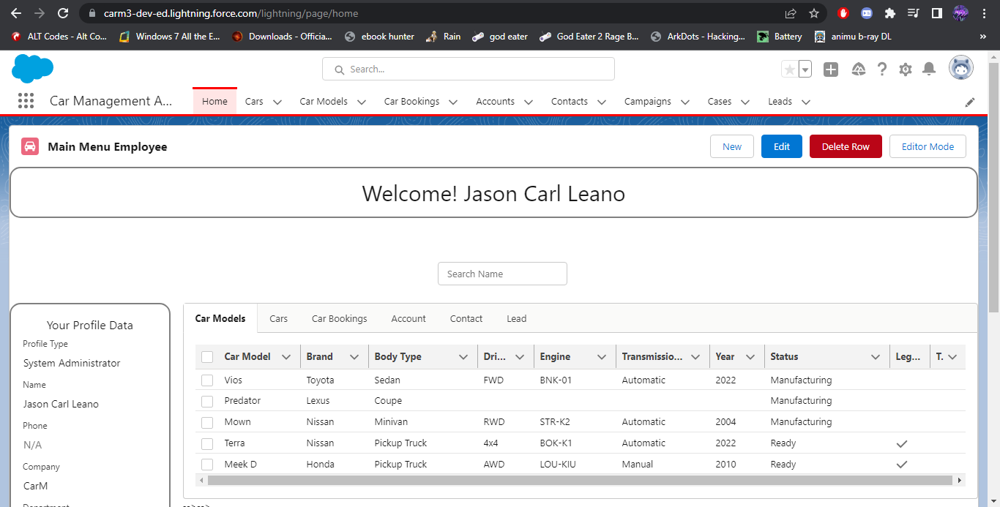 carm3-dev-ed.lightning.force.com/lightning/page/home
ALT Codes - Alt Co... Windows 7 All the E... Downloads - Officia... ebook hunter Rain god eater God Eater 2 Rage B... ArkDots - Hacking... Battery animu b-ray DL »
Search...
Car Management A... Home Cars Car Models Car Bookings Accounts Contacts Campaigns Cases Leads
Main Menu Employee New Edit Delete Row Editor Mode
Welcome! Jason Carl Leano
Search Name
Your Profile Data
Profile Type
System Administrator
Name
Jason Carl Leano
Phone
N/A
Company
CarM
Car Models Cars Car Bookings Account Contact Lead
Car Model Brand Body Type Dri... Engine Transmissio... Year Status Leg... T.
Vios Toyota Sedan FWD BNK-01 Automatic 2022 Manufacturing
Predator Lexus Coupe Manufacturing
Mown Nissan Minivan RWD STR-K2 Automatic 2004 Manufacturing
Terra Nissan Pickup Truck 4x4 BOK-K1 Automatic 2022 Ready
Meek D Honda Pickup Truck AWD LOU-KIU Manual 2010 Ready